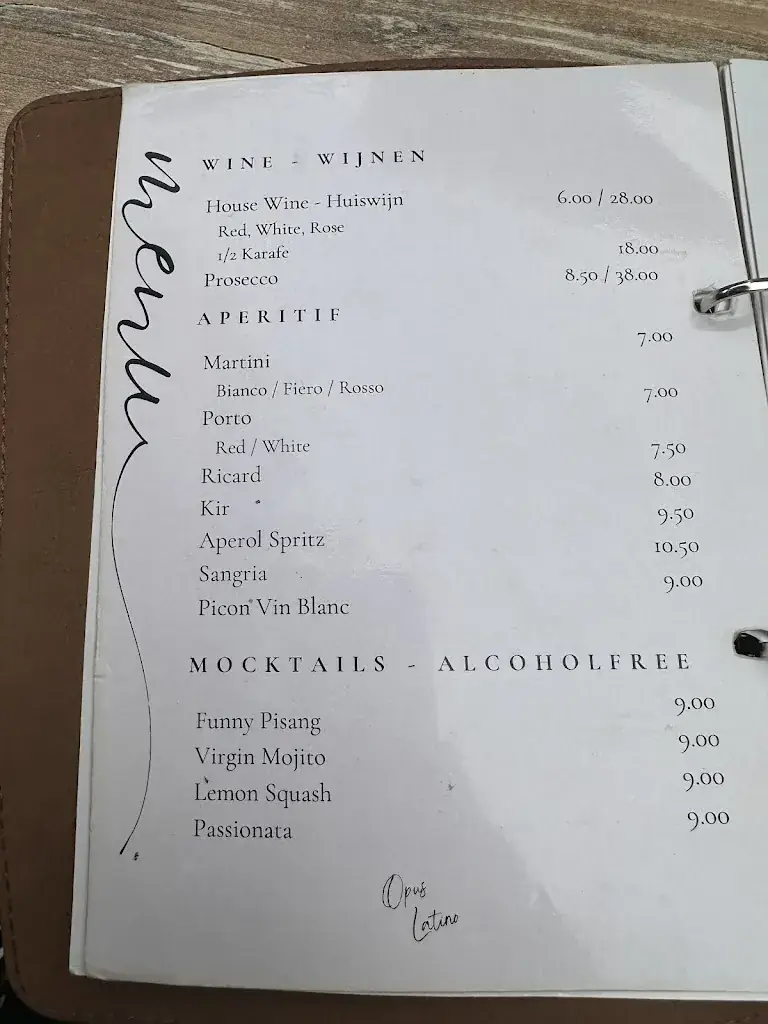 menu
WINE - WIJNEN
House Wine - Huiswijn 6.00 / 28.00
Red, White, Rose
1/2 Karafe 18.00
Prosecco 8.50 / 38.00
APERITIF
Martini 7.00
Bianco / Fiero / Rosso
Porto 7.00
Red / White
Ricard 7.50
Kir 8.00
Aperol Spritz 9.50
Sangria 10.50
Picon Vin Blanc 9.00
MOCKTAILS - ALCOHOLFREE
Funny Pisang 9.00
Virgin Mojito 9.00
Lemon Squash 9.00
Passionata 9.00
Opus
Latino